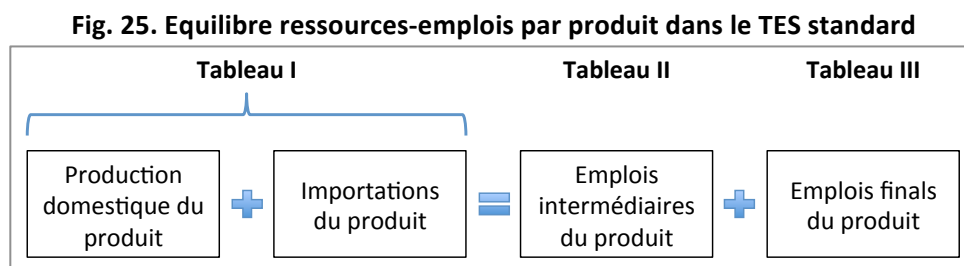 Fig. 25. Equilibre ressources-emplois par produit dans le TES standard
Tableau I
Tableau II
Tableau III
Production
domestique du
produit
Importations
du produit
Emplois
intermédiaires
du produit
Emplois finals
du produit